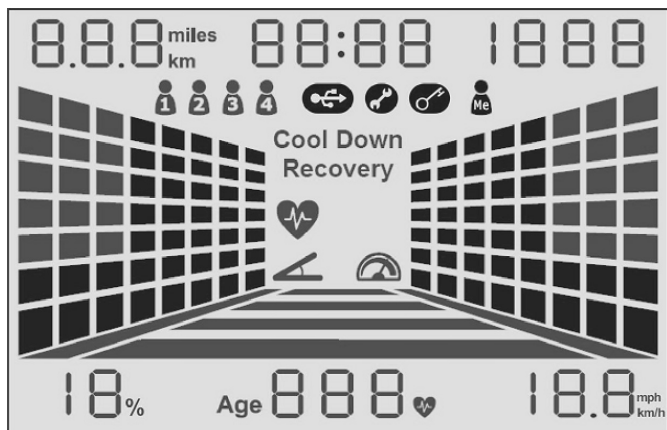 8.8.8 miles km 88:88 1888
1 2 3 4 Me
Cool Down
Recovery
18% Age 888 18.8 mph km/h